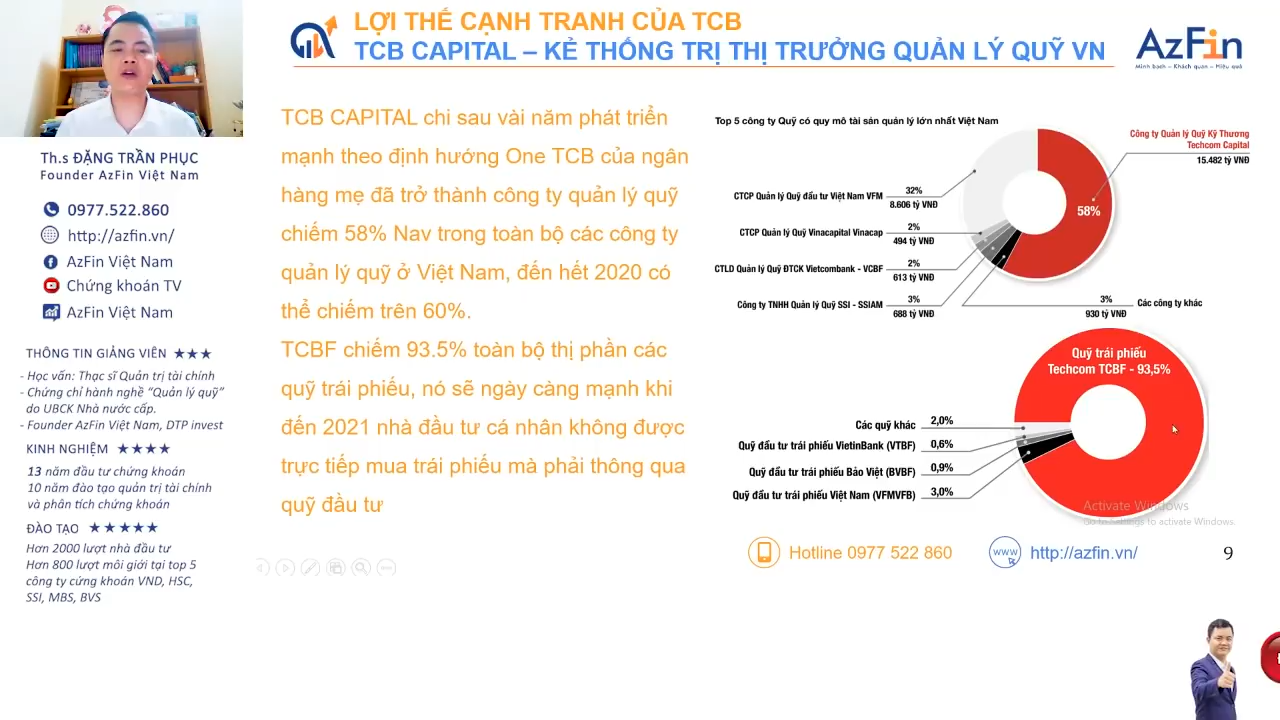 LỢI THẾ CẠNH TRANH CỦA TCB
TCB CAPITAL – KẺ THỐNG TRỊ THỊ TRƯỜNG QUẢN LÝ QUỸ VN
AzFin
Minh bạch – Khách quan – Hiệu quả
Th.s ĐẶNG TRẦN PHỤC
Founder AzFin Việt Nam
0977.522.860
http://azfin.vn/
AzFin Việt Nam
Chứng khoán TV
AzFin Việt Nam
THÔNG TIN GIẢNG VIÊN ★★★
- Học vấn: Thạc sĩ Quản trị tài chính
- Chứng chỉ hành nghề "Quản lý quỹ"
do UBCK Nhà nước cấp.
- Founder AzFin Việt Nam, DTP invest
KINH NGHIỆM ★★★★
13 năm đầu tư chứng khoán
10 năm đào tạo quản trị tài chính
và phân tích chứng khoán
ĐÀO TẠO ★★★★★
Hơn 2000 lượt nhà đầu tư
Hơn 800 lượt môi giới tại top 5
công ty cứng khoán VND, HSC,
SSI, MBS, BVS
TCB CAPITAL chỉ sau vài năm phát triển
mạnh theo định hướng One TCB của ngân
hàng mẹ đã trở thành công ty quản lý quỹ
chiếm 58% Nav trong toàn bộ các công ty
quản lý quỹ ở Việt Nam, đến hết 2020 có
thể chiếm trên 60%.
TCBF chiếm 93.5% toàn bộ thị phần các
quỹ trái phiếu, nó sẽ ngày càng mạnh khi
đến 2021 nhà đầu tư cá nhân không được
trực tiếp mua trái phiếu mà phải thông qua
quỹ đầu tư
Top 5 công ty Quỹ có quy mô tài sản quản lý lớn nhất Việt Nam
Công ty Quản lý Quỹ Kỹ Thương
Techcom Capital
15.482 tỷ VNĐ
58%
CTCP Quản lý Quỹ đầu tư Việt Nam VFM 32%
8.606 tỷ VNĐ
CTCP Quản lý Quỹ Vinacapital Vinacap 2%
494 tỷ VNĐ
CTLD Quản lý Quỹ ĐTCK Vietcombank - VCBF 2%
613 tỷ VNĐ
Công ty TNHH Quản lý Quỹ SSI - SSIAM 3%
688 tỷ VNĐ
3% Các công ty khác
930 tỷ VNĐ
Quỹ trái phiếu
Techcom TCBF - 93,5%
Các quỹ khác 2,0%
Quỹ đầu tư trái phiếu VietinBank (VTBF) 0,6%
Quỹ đầu tư trái phiếu Bảo Việt (BVBF) 0,9%
Quỹ đầu tư trái phiếu Việt Nam (VFMVFB) 3,0%
Activate Windows
Go to Settings to activate Windows.
Hotline 0977 522 860
www
http://azfin.vn/
9